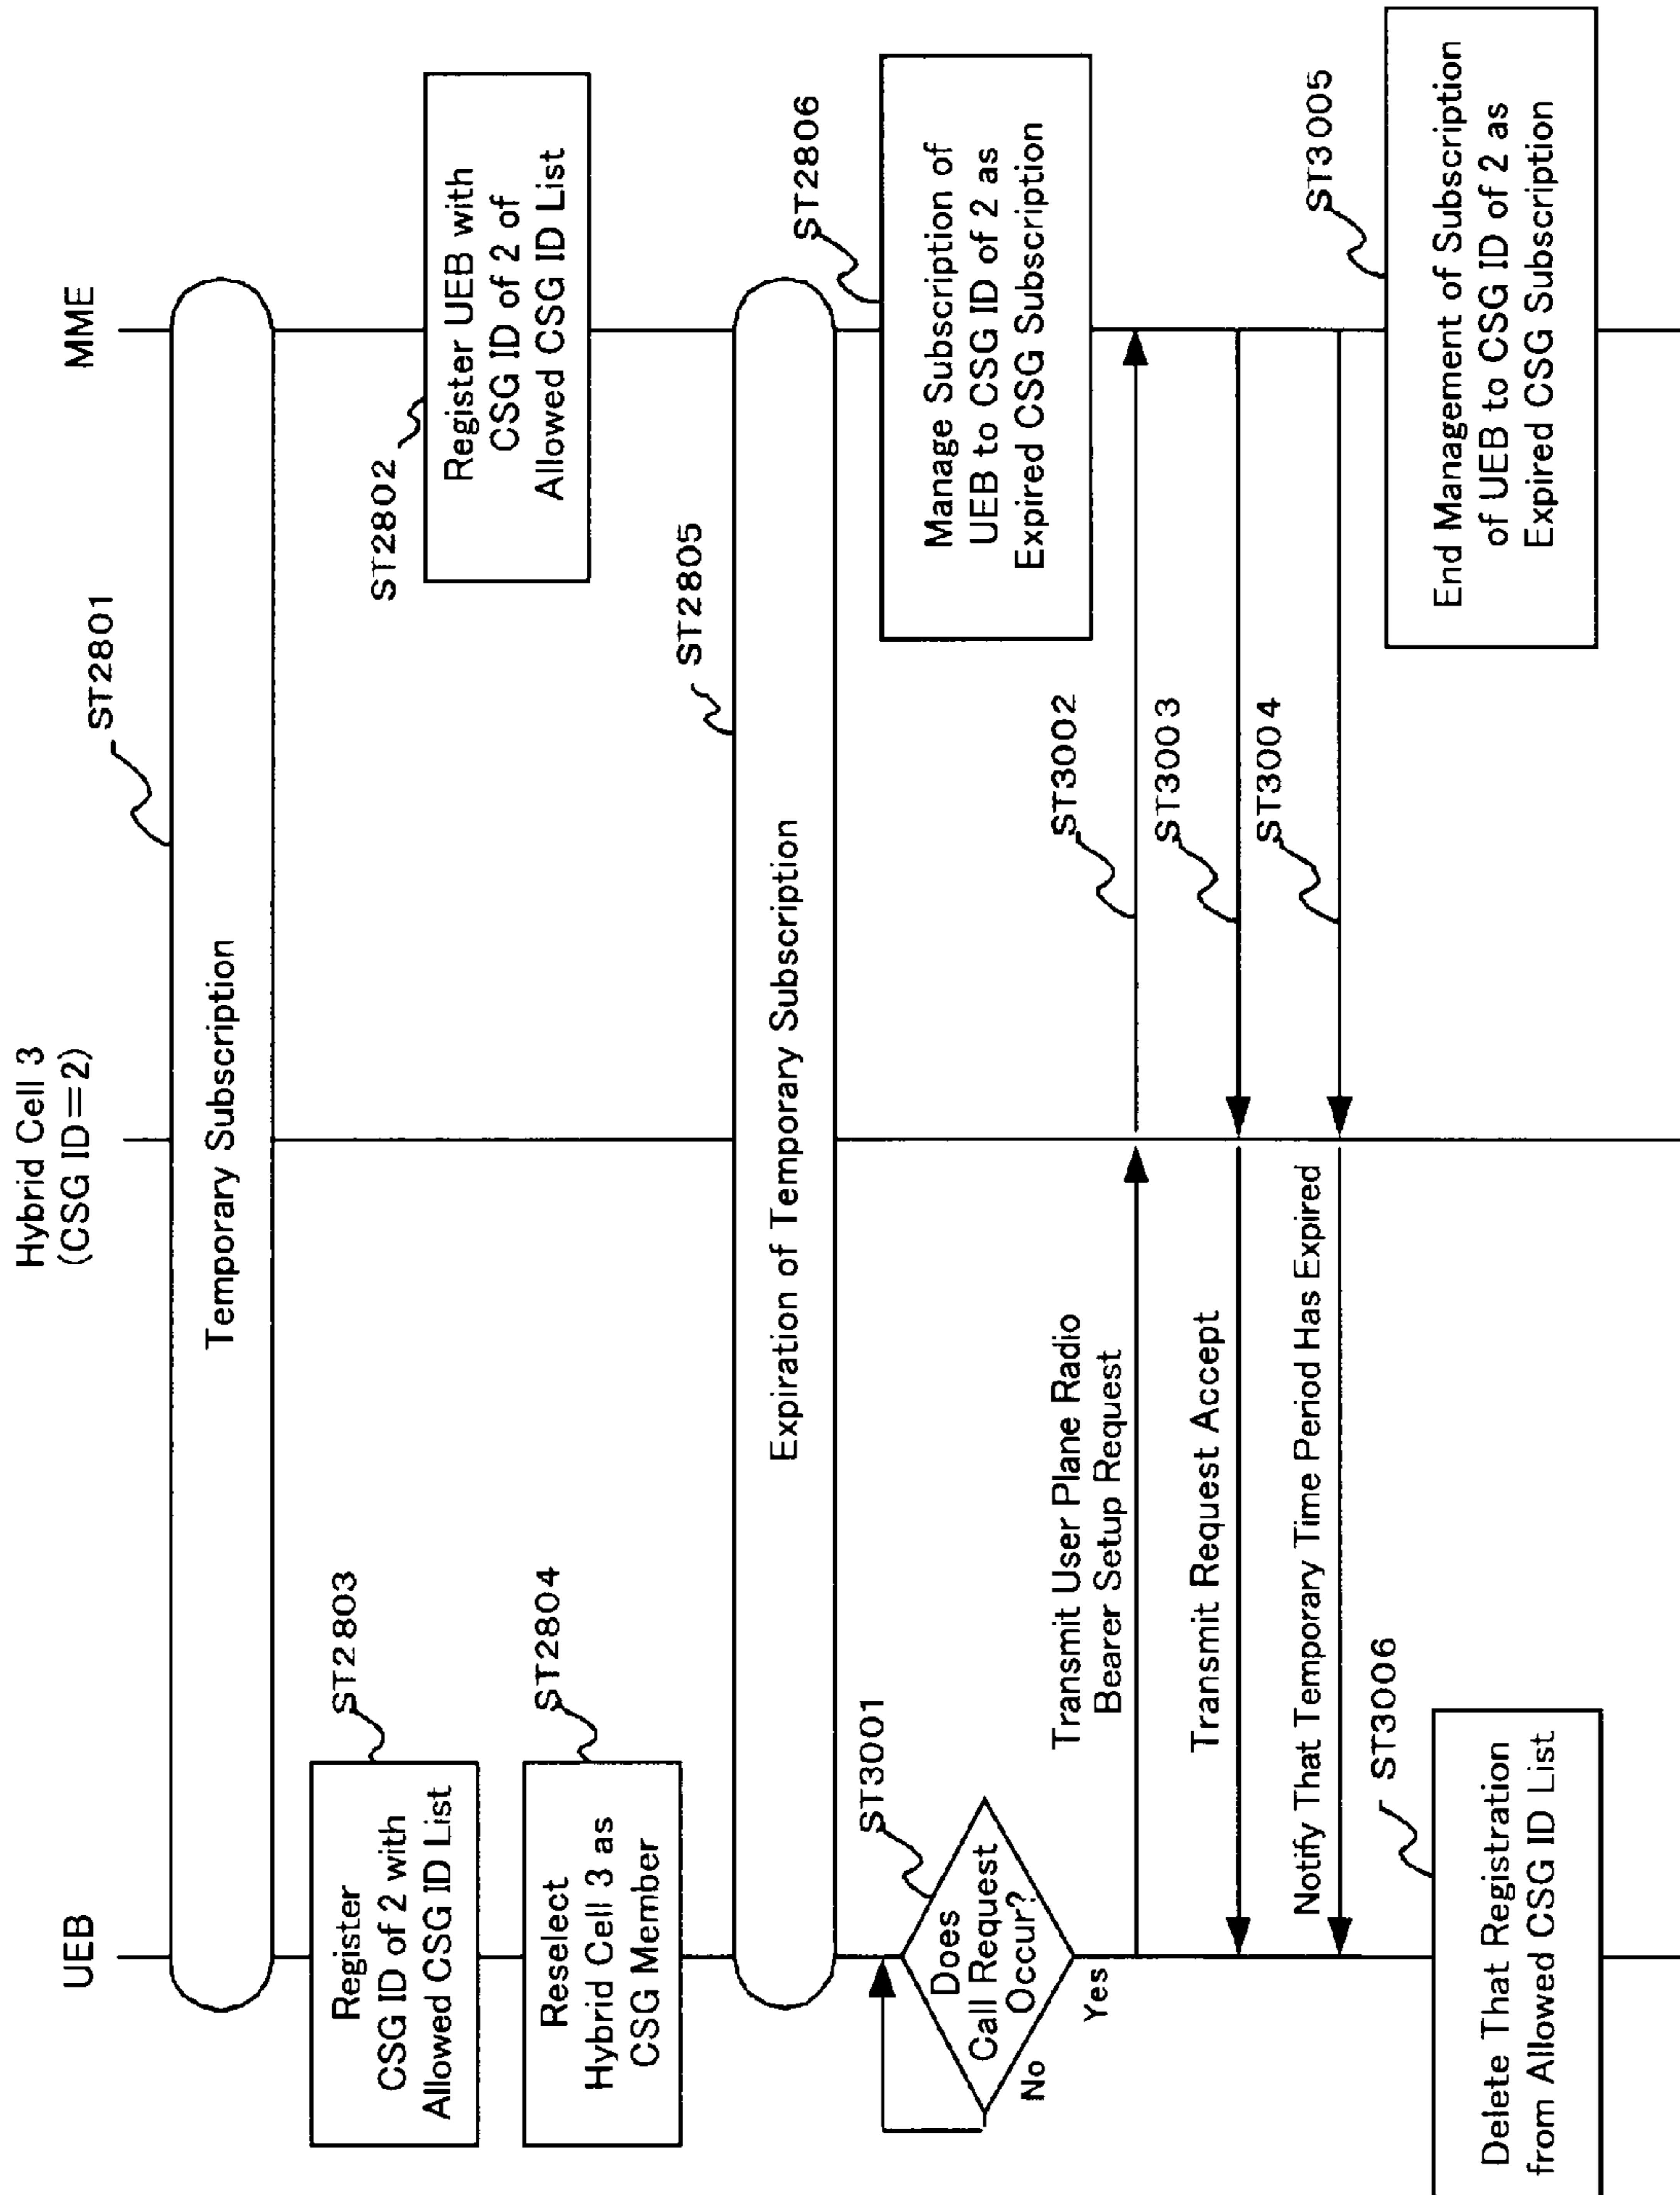 UEB
Hybrid Cell 3
(CSG ID=2)
MME
ST2801
Temporary Subscription
ST2802
Register UEB with
CSG ID of 2 of
Allowed CSG ID List
ST2803
Register
CSG ID of 2 with
Allowed CSG ID List
ST2804
Reselect
Hybrid Cell 3 as
CSG Member
ST2805
Expiration of Temporary Subscription
ST2806
Manage Subscription of
UEB to CSG ID of 2 as
Expired CSG Subscription
ST3001
Does
Call Request
Occur?
No
Yes
Transmit User Plane Radio
Bearer Setup Request
ST3002
Transmit Request Accept
ST3003
Notify That Temporary Time Period Has Expired
ST3004
ST3005
End Management of Subscription
of UEB to CSG ID of 2 as
Expired CSG Subscription
ST3006
Delete That Registration
from Allowed CSG ID List